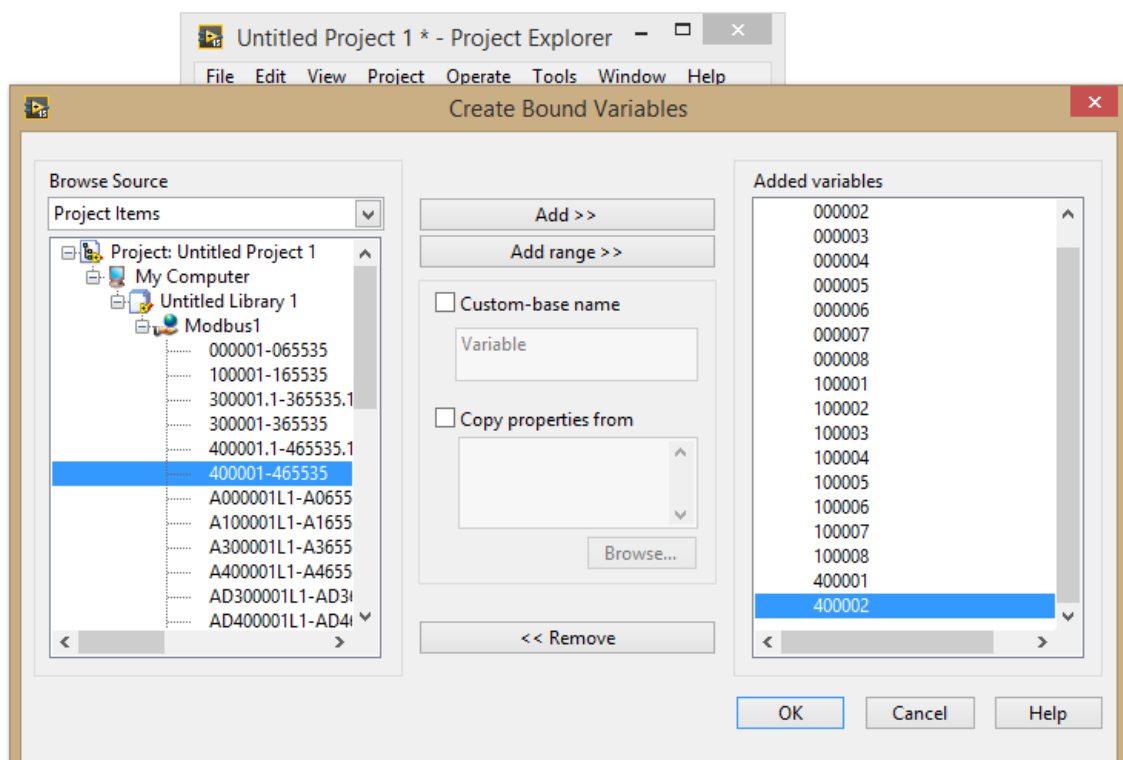 Untitled Project 1 * - Project Explorer
File Edit View Project Operate Tools Window Help
Create Bound Variables
Browse Source
Project Items
Project: Untitled Project 1
My Computer
Untitled Library 1
Modbus1
000001-065535
100001-165535
300001.1-365535.1
300001-365535
400001.1-465535.1
400001-465535
A000001L1-A0655
A100001L1-A1655
A300001L1-A3655
A400001L1-A4655
AD300001L1-AD3
AD400001L1-AD4
Add >>
Add range >>
Custom-base name
Variable
Copy properties from
Browse...
<< Remove
Added variables
000002
000003
000004
000005
000006
000007
000008
100001
100002
100003
100004
100005
100006
100007
100008
400001
400002
OK
Cancel
Help